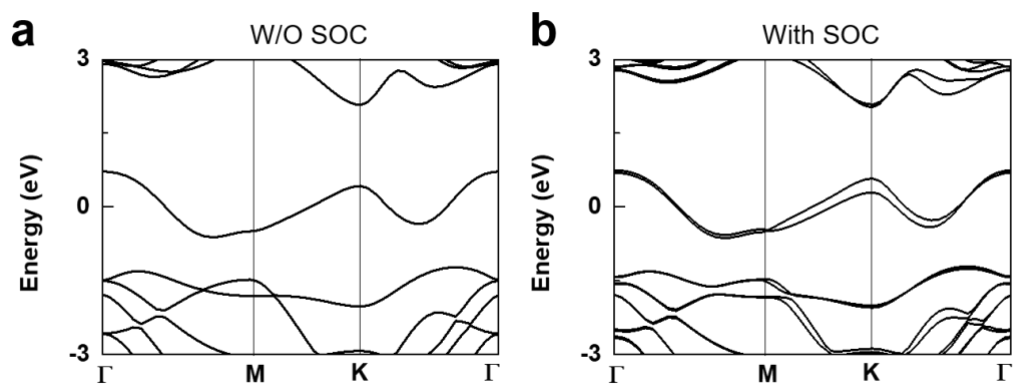 a
W/O SOC
Energy (eV)
3
0
-3
Γ
M
K
Γ
b
With SOC
Energy (eV)
3
0
-3
Γ
M
K
Γ